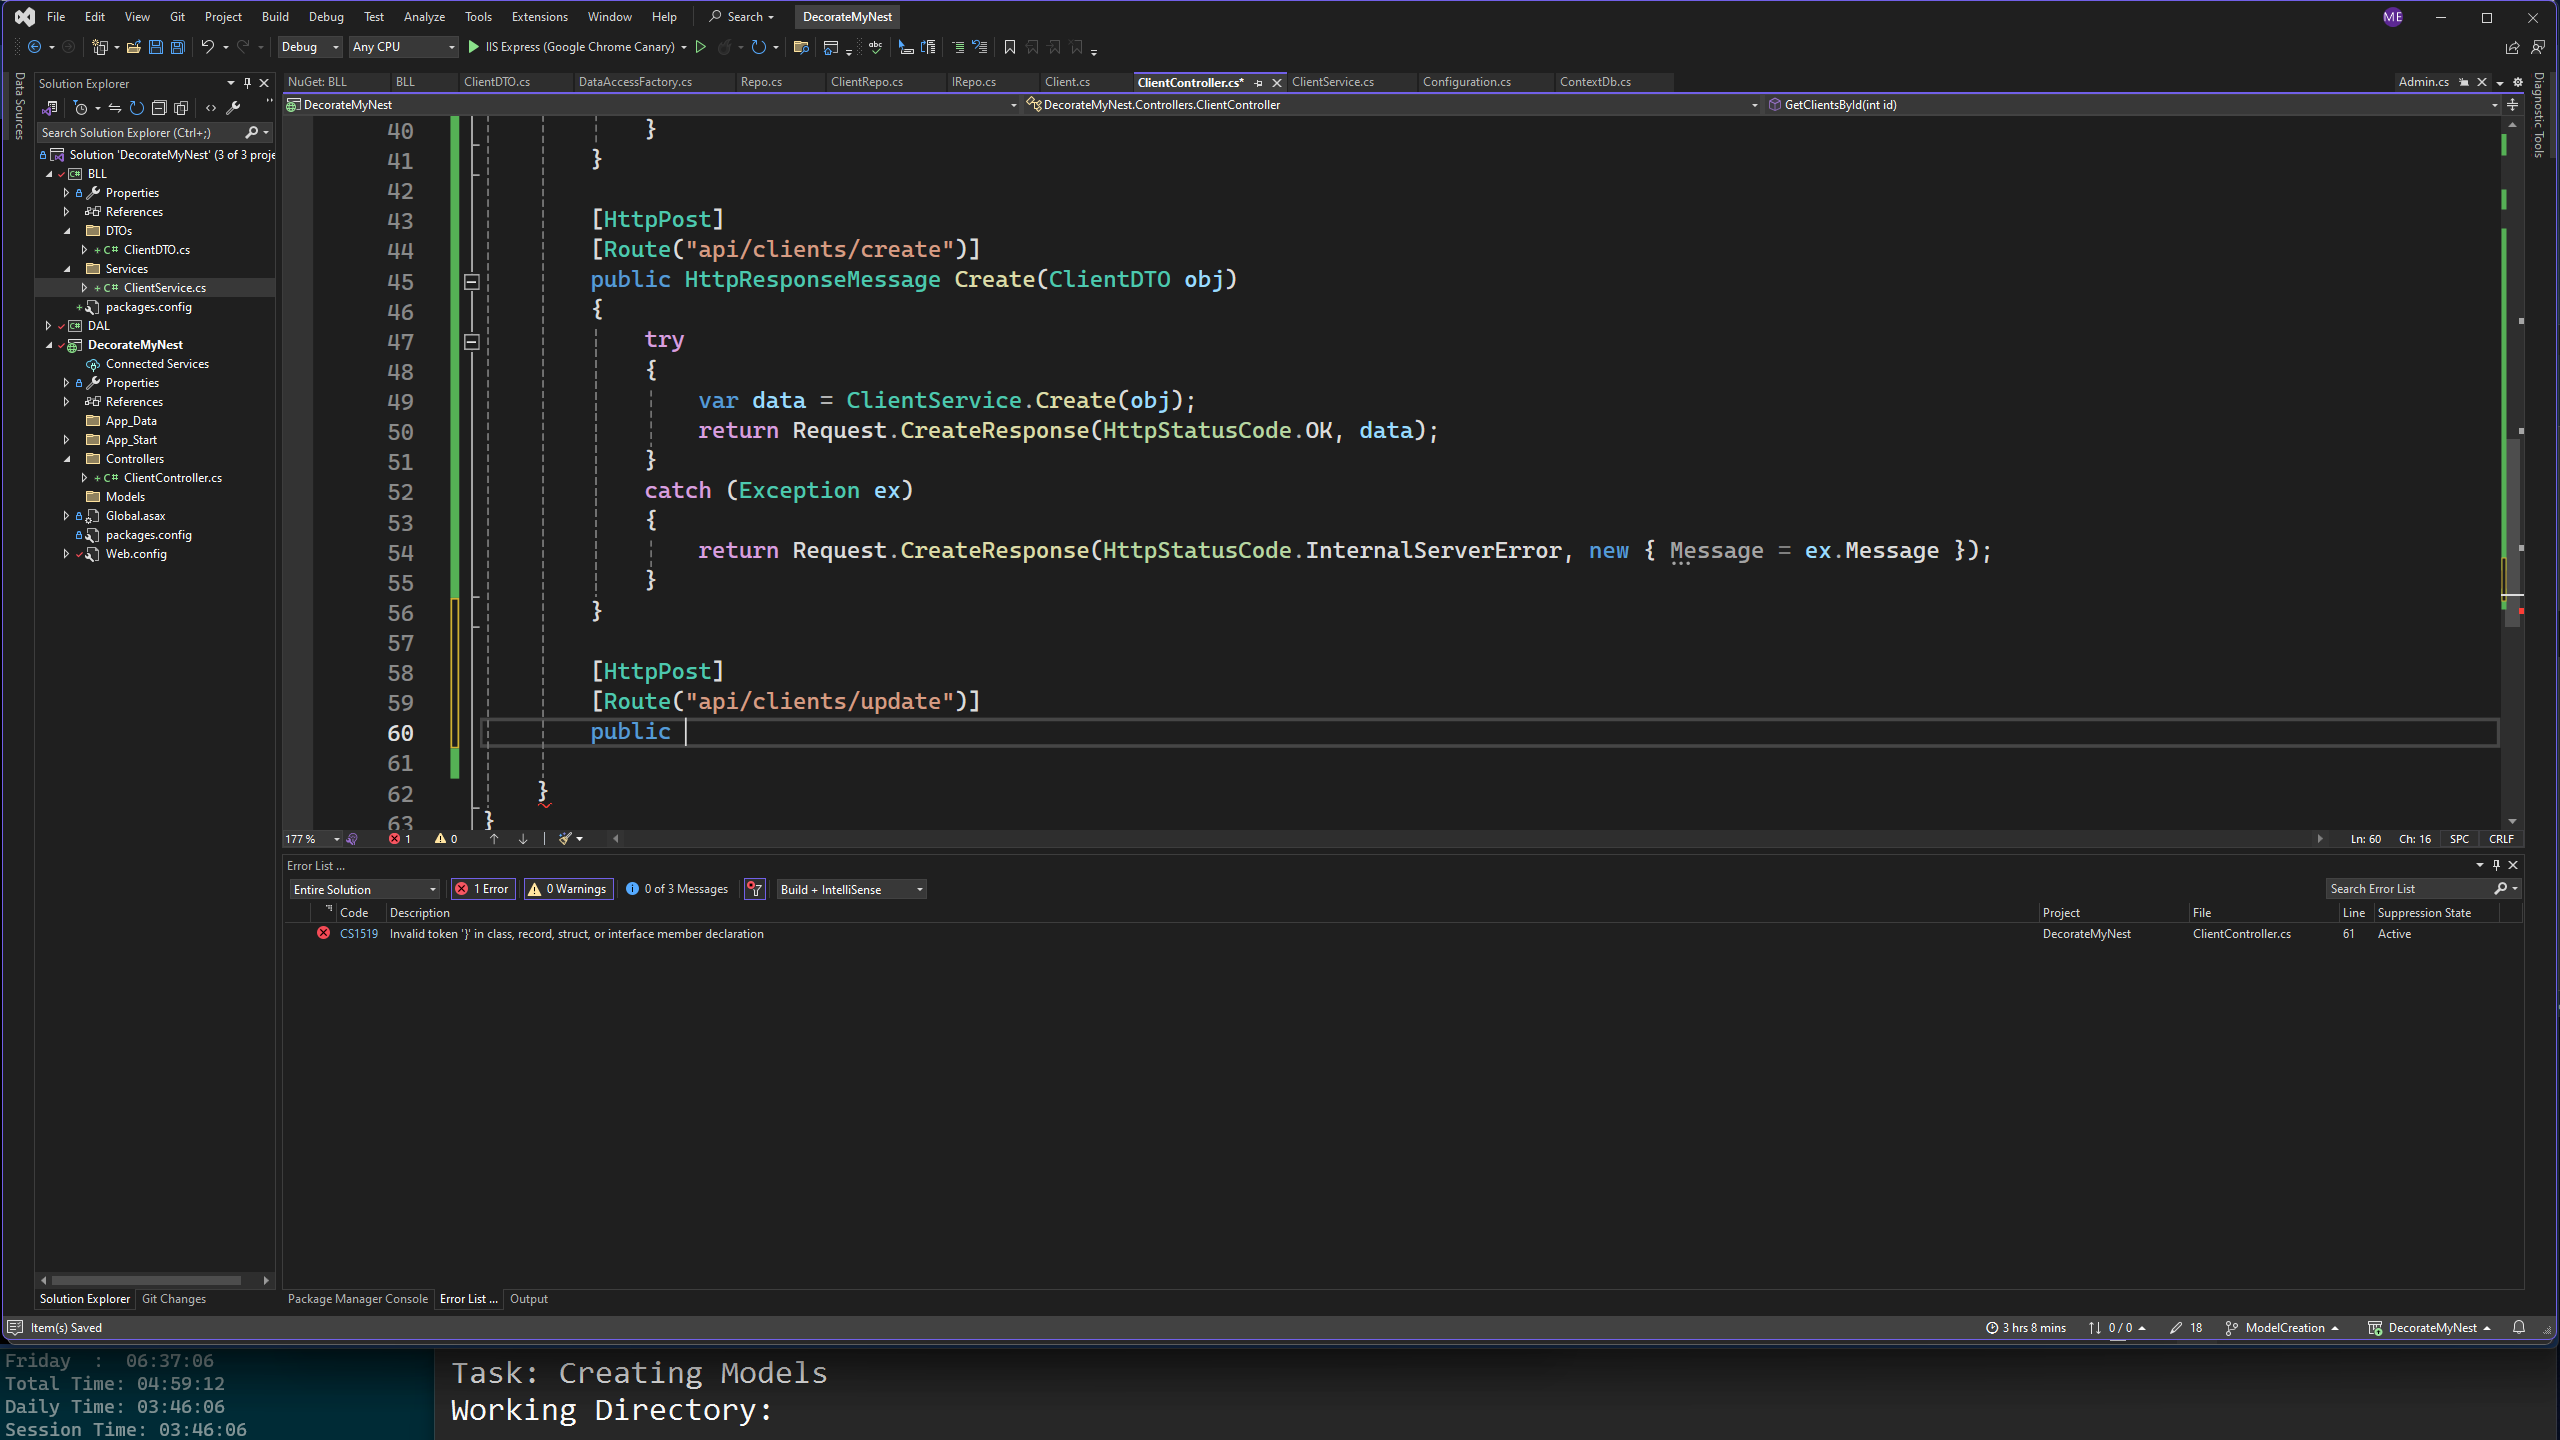 File Edit View Git Project Build Debug Test Analyze Tools Extensions Window Help Search DecorateMyNest ME
Debug Any CPU IIS Express (Google Chrome Canary)
Data Sources
Solution Explorer
Search Solution Explorer (Ctrl+;)
Solution 'DecorateMyNest' (3 of 3 proje
BLL
Properties
References
DTOs
C# ClientDTO.cs
Services
C# ClientService.cs
packages.config
DAL
DecorateMyNest
Connected Services
Properties
References
App_Data
App_Start
Controllers
C# ClientController.cs
Models
Global.asax
packages.config
Web.config
Solution Explorer Git Changes
NuGet: BLL BLL ClientDTO.cs DataAccessFactory.cs Repo.cs ClientRepo.cs IRepo.cs Client.cs ClientController.cs* ClientService.cs Configuration.cs ContextDb.cs Admin.cs
DecorateMyNest DecorateMyNest.Controllers.ClientController GetClientsById(int id)
Diagnostic Tools
40 }
41 }
42
43 [HttpPost]
44 [Route("api/clients/create")]
45 public HttpResponseMessage Create(ClientDTO obj)
46 {
47 try
48 {
49 var data = ClientService.Create(obj);
50 return Request.CreateResponse(HttpStatusCode.OK, data);
51 }
52 catch (Exception ex)
53 {
54 return Request.CreateResponse(HttpStatusCode.InternalServerError, new { Message = ex.Message });
55 }
56 }
57
58 [HttpPost]
59 [Route("api/clients/update")]
60 public
61
62 }
63 }
177 % 1 0 Ln: 60 Ch: 16 SPC CRLF
Error List ...
Entire Solution 1 Error 0 Warnings 0 of 3 Messages Build + IntelliSense Search Error List
Code Description Project File Line Suppression State
CS1519 Invalid token '}' in class, record, struct, or interface member declaration DecorateMyNest ClientController.cs 61 Active
Package Manager Console Error List ... Output
Item(s) Saved 3 hrs 8 mins 0 / 0 18 ModelCreation DecorateMyNest
Friday : 06:37:06
Total Time: 04:59:12
Daily Time: 03:46:06
Session Time: 03:46:06
Task: Creating Models
Working Directory: